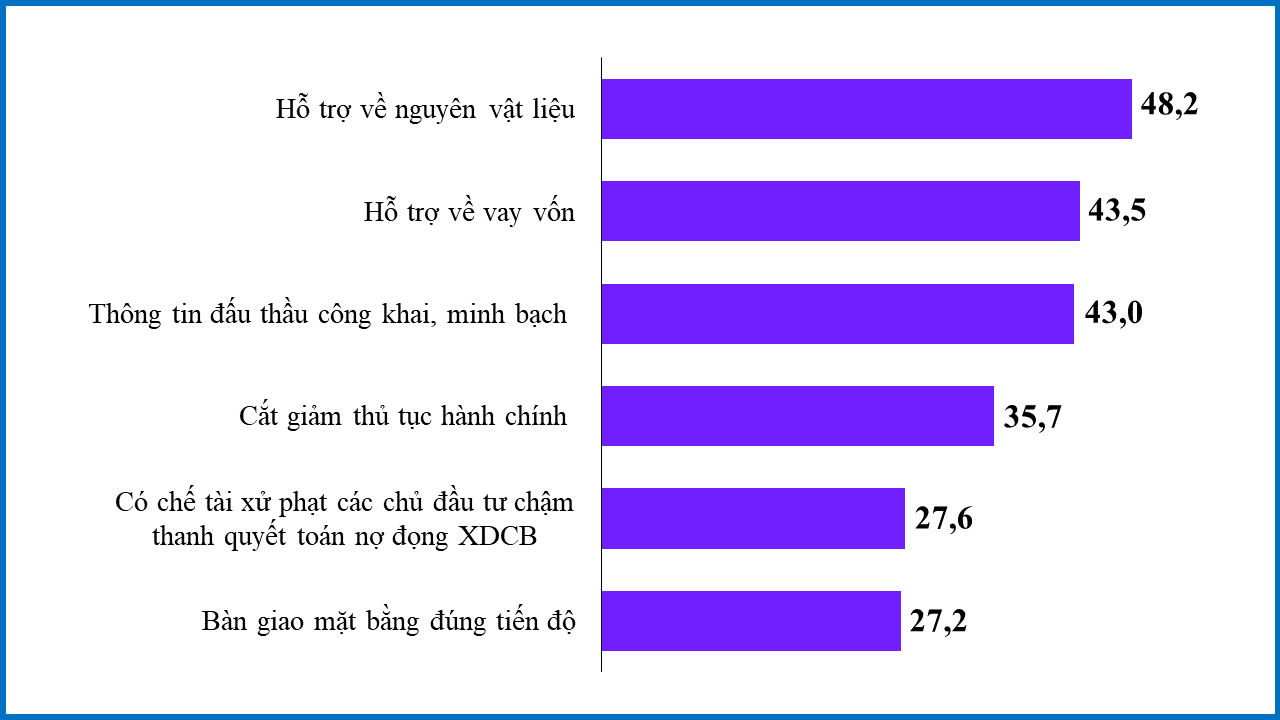 Hỗ trợ về nguyên vật liệu
48,2
Hỗ trợ về vay vốn
43,5
Thông tin đấu thầu công khai, minh bạch
43,0
Cắt giảm thủ tục hành chính
35,7
Có chế tài xử phạt các chủ đầu tư chậm
thanh quyết toán nợ đọng XDCB
27,6
Bàn giao mặt bằng đúng tiến độ
27,2